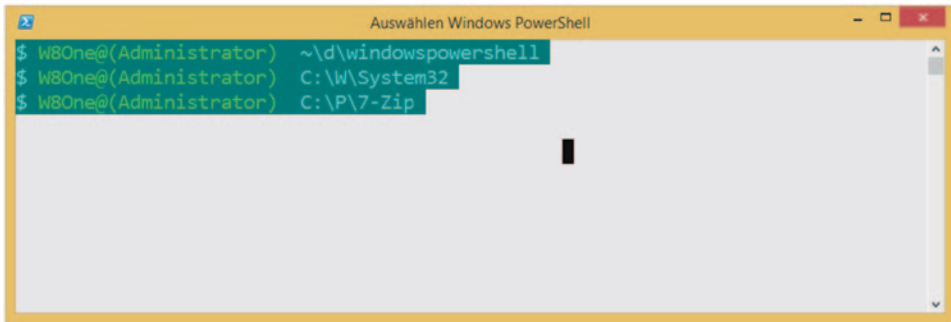 Auswählen Windows PowerShell
$ W8One@(Administrator) ~\d\windowspowershell
$ W8One@(Administrator) C:\W\System32
$ W8One@(Administrator) C:\P\7-Zip